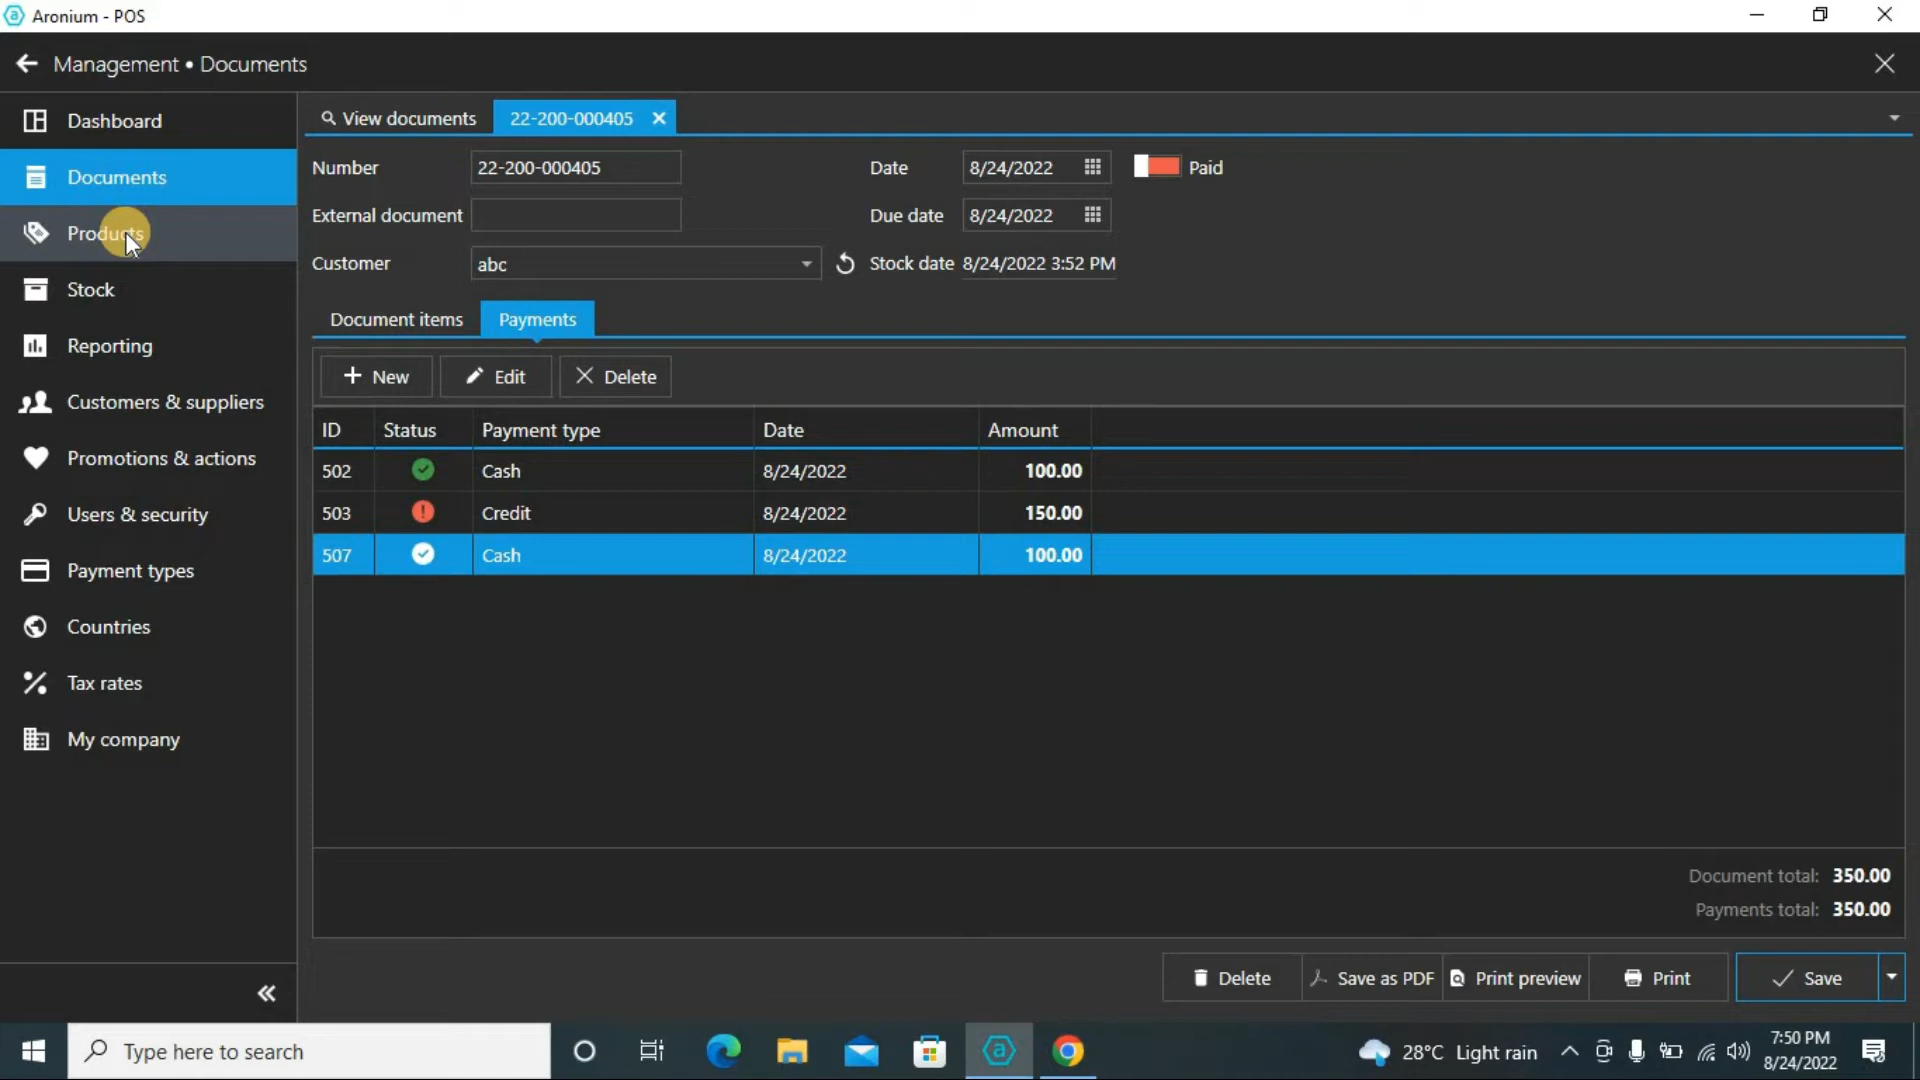 Aronium - POS
Management • Documents
Dashboard
Documents
Products
Stock
Reporting
Customers & suppliers
Promotions & actions
Users & security
Payment types
Countries
Tax rates
My company
View documents 22-200-000405
Number 22-200-000405 Date 8/24/2022 Paid
External document Due date 8/24/2022
Customer abc Stock date 8/24/2022 3:52 PM
Document items Payments
New Edit Delete
ID Status Payment type Date Amount
502 Cash 8/24/2022 100.00
503 Credit 8/24/2022 150.00
507 Cash 8/24/2022 100.00
Document total: 350.00
Payments total: 350.00
Delete Save as PDF Print preview Print Save
Type here to search 28°C Light rain 7:50 PM
8/24/2022